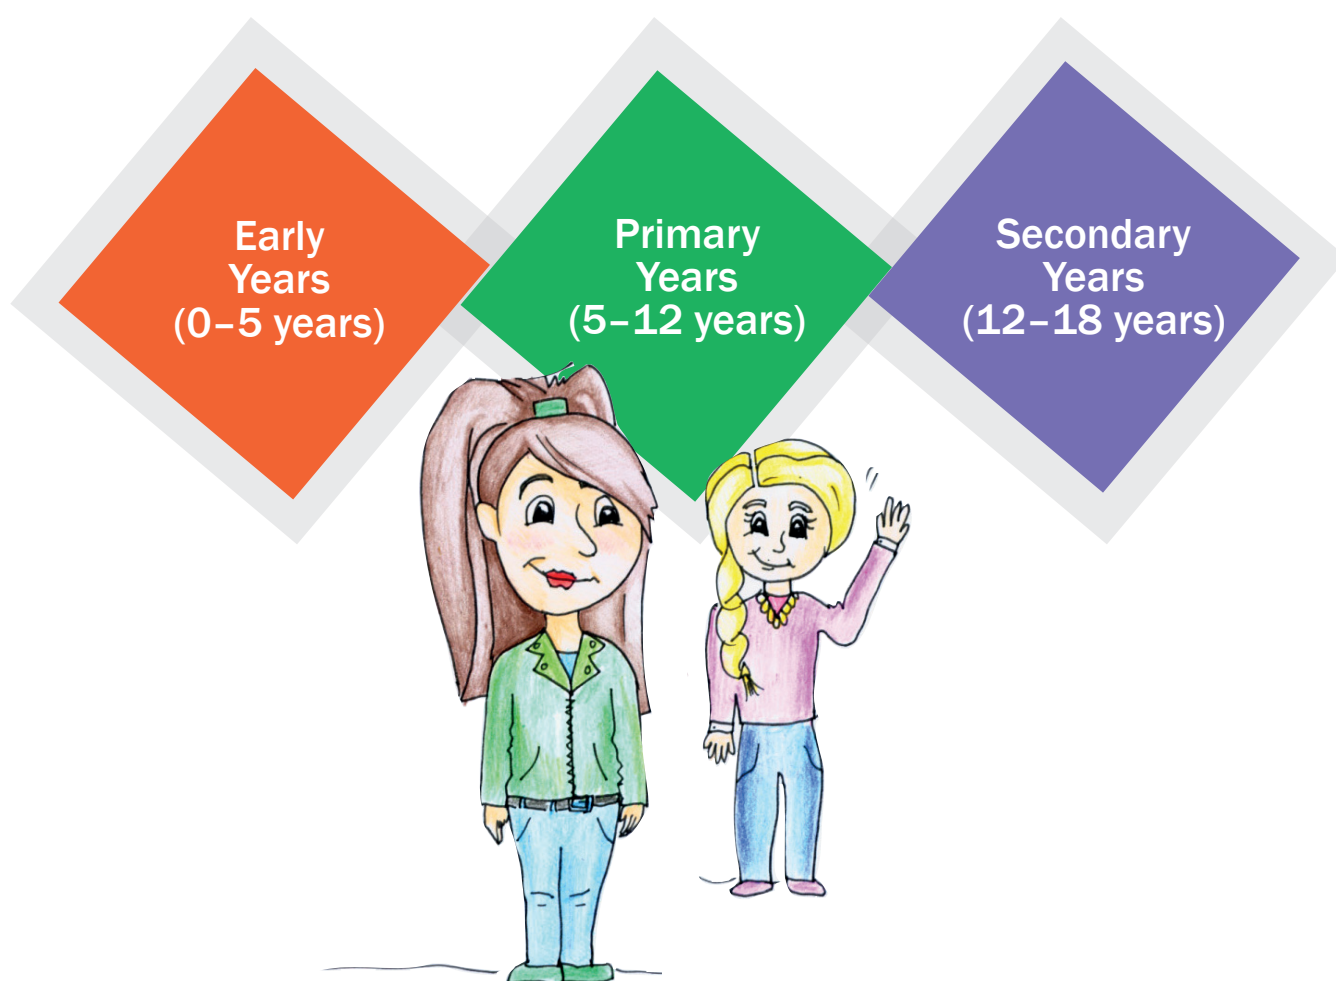 Early
Years
(0–5 years)
Primary
Years
(5–12 years)
Secondary
Years
(12–18 years)